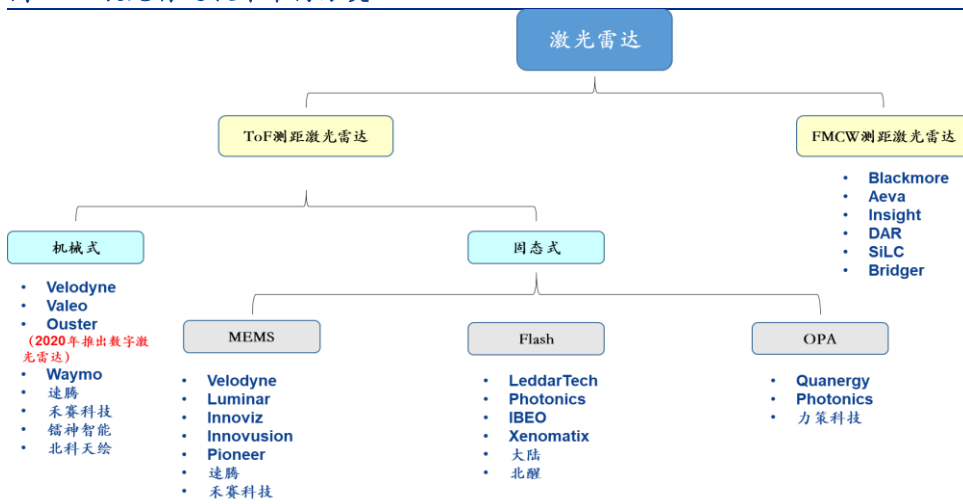 激光雷达
ToF测距激光雷达
FMCW测距激光雷达
• Blackmore
• Aeva
• Insight
• DAR
• SiLC
• Bridger
机械式
固态式
• Velodyne
• Valeo
• Ouster
（2020年推出数字激
光雷达）
• Waymo
• 速腾
• 禾赛科技
• 镭神智能
• 北科天绘
MEMS
• Velodyne
• Luminar
• Innoviz
• Innovusion
• Pioneer
• 速腾
• 禾赛科技
Flash
• LeddarTech
• Photonics
• IBEO
• Xenomatix
• 大陆
• 北醒
OPA
• Quanergy
• Photonics
• 力策科技